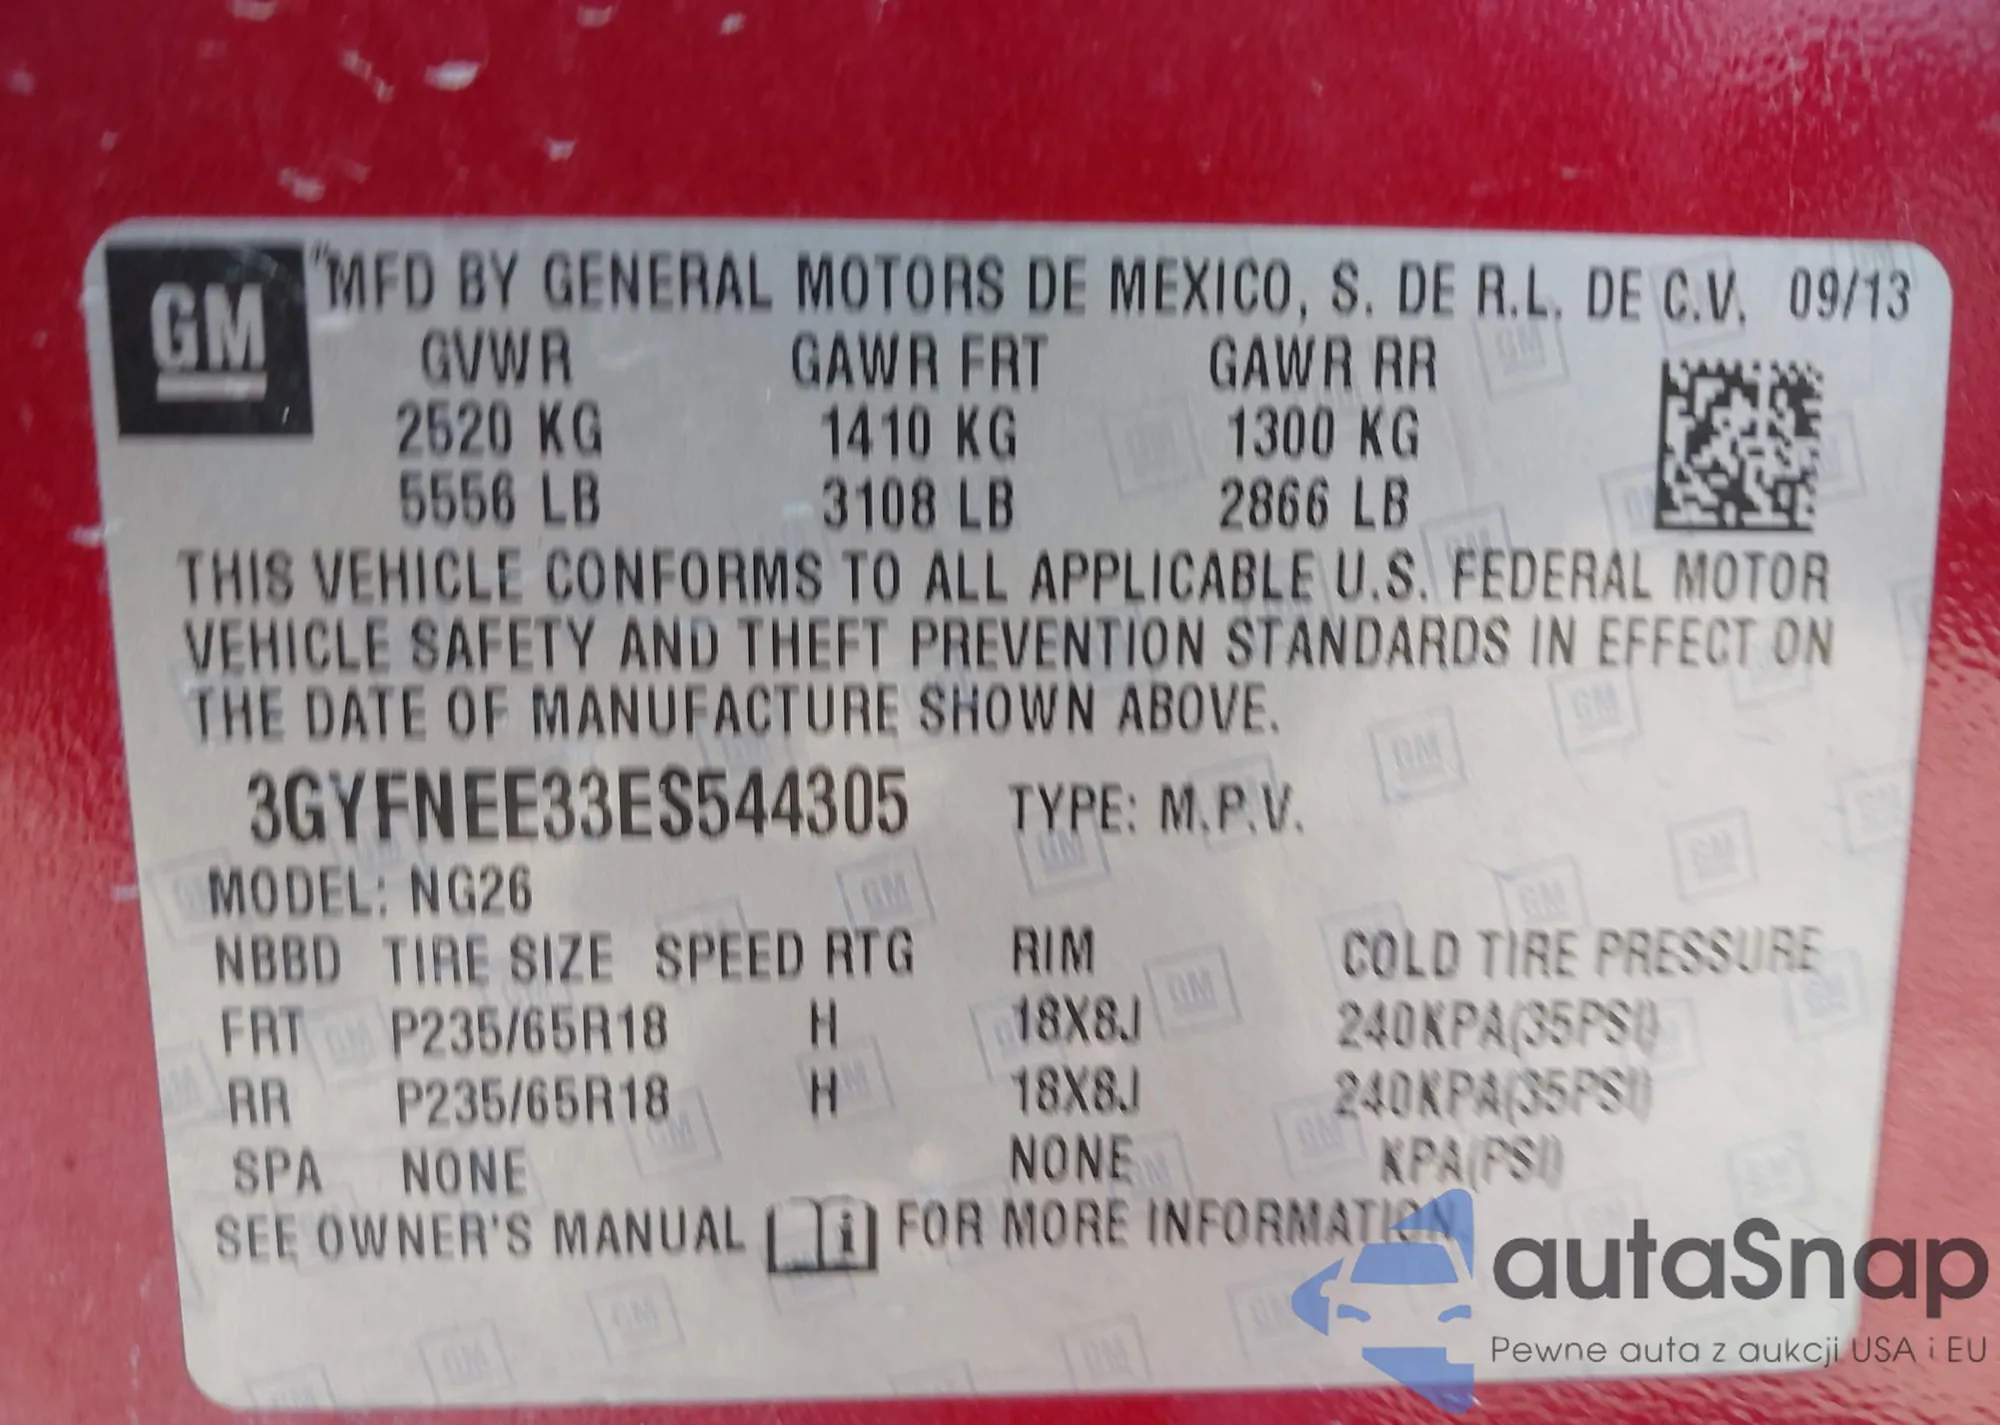 GM
"MFD BY GENERAL MOTORS DE MEXICO, S. DE R.L. DE C.V. 09/13
GVWR GAWR FRT GAWR RR
2520 KG 1410 KG 1300 KG
5556 LB 3108 LB 2866 LB
THIS VEHICLE CONFORMS TO ALL APPLICABLE U.S. FEDERAL MOTOR
VEHICLE SAFETY AND THEFT PREVENTION STANDARDS IN EFFECT ON
THE DATE OF MANUFACTURE SHOWN ABOVE.
3GYFNEE33ES544305 TYPE: M.P.V.
MODEL: NG26
NBBD TIRE SIZE SPEED RTG RIM COLD TIRE PRESSURE
FRT P235/65R18 H 18X8J 240KPA(35PSI)
RR P235/65R18 H 18X8J 240KPA(35PSI)
SPA NONE NONE KPA(PSI)
SEE OWNER'S MANUAL i FOR MORE INFORMATION
autaSnap
Pewne auta z aukcji USA i EU